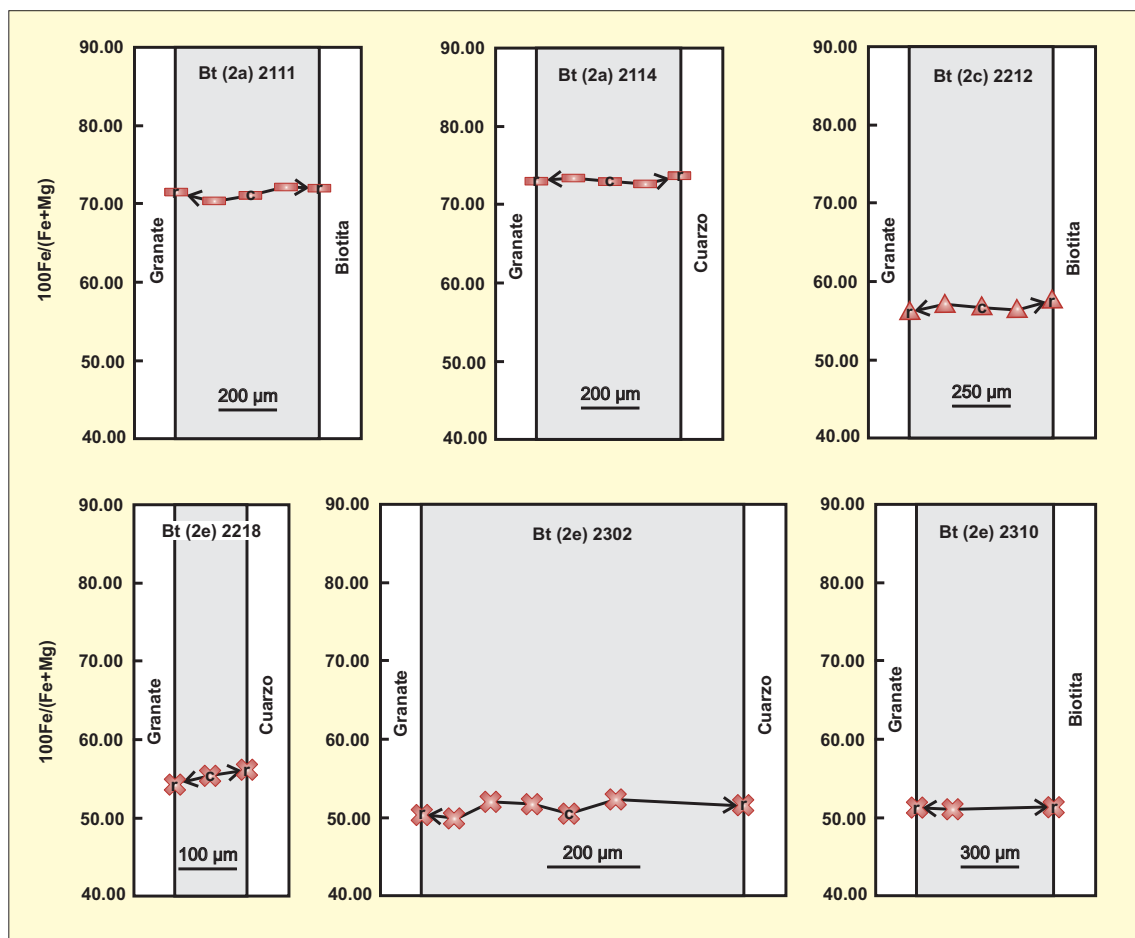 100Fe/(Fe+Mg)
90.00
80.00
70.00
60.00
50.00
40.00
Bt (2a) 2111
Granate
Biotita
r
c
r
200 µm
90.00
80.00
70.00
60.00
50.00
40.00
Bt (2a) 2114
Granate
Cuarzo
r
c
r
200 µm
90.00
80.00
70.00
60.00
50.00
40.00
Bt (2c) 2212
Granate
Biotita
r
c
r
250 µm
100Fe/(Fe+Mg)
90.00
80.00
70.00
60.00
50.00
40.00
Bt (2e) 2218
Granate
Cuarzo
r
c
r
100 µm
90.00
80.00
70.00
60.00
50.00
40.00
Bt (2e) 2302
Granate
Cuarzo
r
c
r
200 µm
90.00
80.00
70.00
60.00
50.00
40.00
Bt (2e) 2310
Granate
Biotita
r
r
300 µm